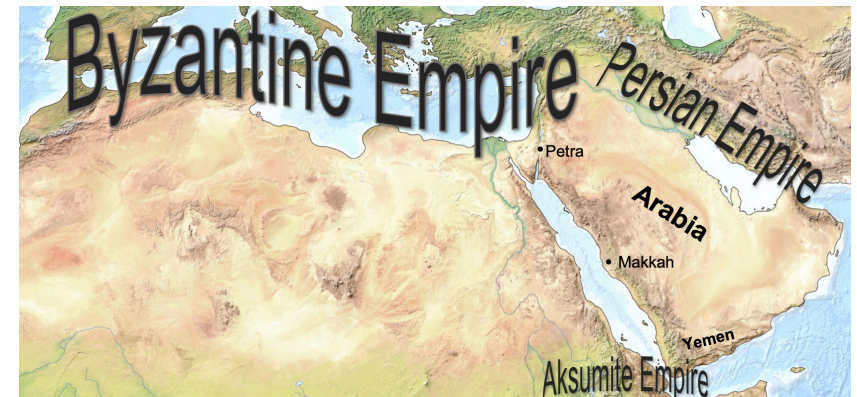 Byzantine Empire
Persian Empire
Petra
Arabia
Makkah
Yemen
Aksumite Empire